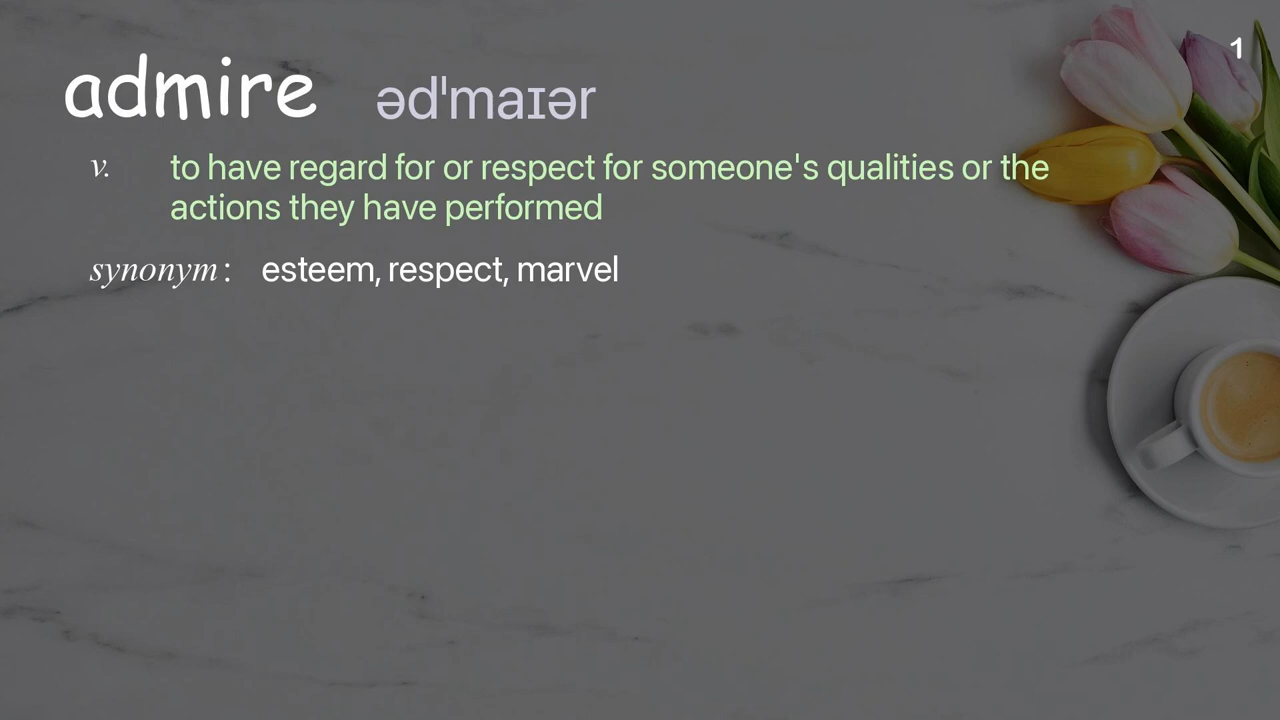 1
admire əd'maɪər
v. to have regard for or respect for someone's qualities or the
actions they have performed
synonym: esteem, respect, marvel